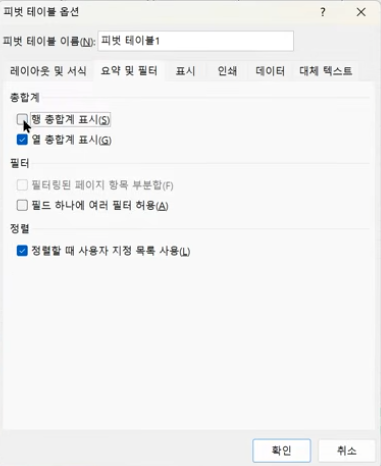 피벗 테이블 옵션 ?
피벗 테이블 이름(N): 피벗 테이블1
레이아웃 및 서식 요약 및 필터 표시 인쇄 데이터 대체 텍스트
총합계
행 총합계 표시(S)
열 총합계 표시(G)
필터
필터링된 페이지 항목 부분합(F)
필드 하나에 여러 필터 허용(A)
정렬
정렬할 때 사용자 지정 목록 사용(L)
확인 취소